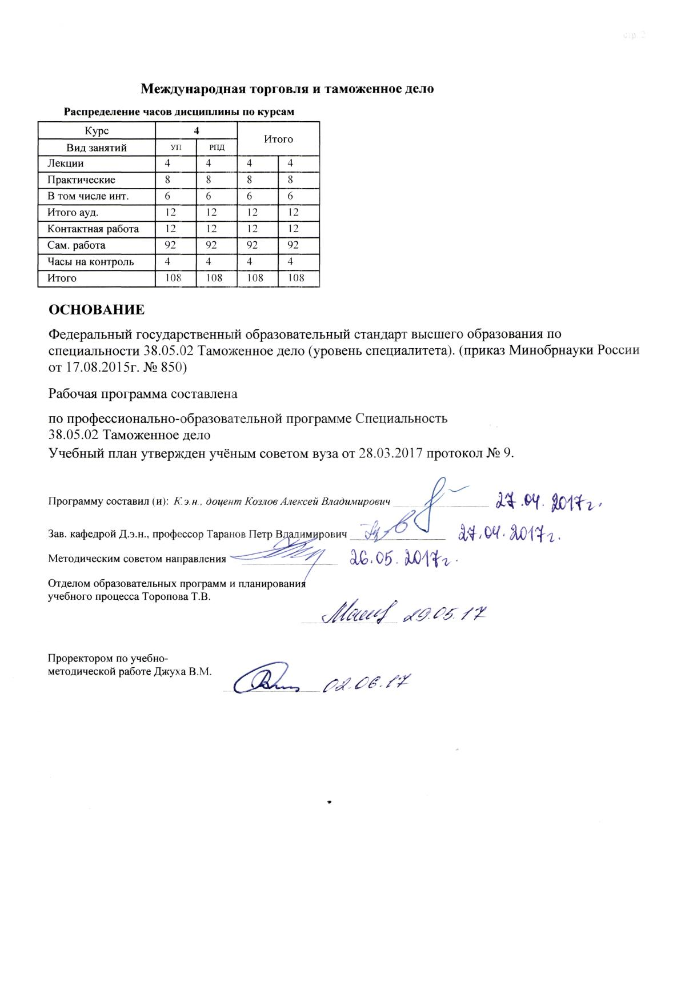 стр. 2
Международная торговля и таможенное дело
Распределение часов дисциплины по курсам
Курс 4 Итого
Вид занятий УП РПД
Лекции 4 4 4 4
Практические 8 8 8 8
В том числе инт. 6 6 6 6
Итого ауд. 12 12 12 12
Контактная работа 12 12 12 12
Сам. работа 92 92 92 92
Часы на контроль 4 4 4 4
Итого 108 108 108 108
ОСНОВАНИЕ
Федеральный государственный образовательный стандарт высшего образования по
специальности 38.05.02 Таможенное дело (уровень специалитета). (приказ Минобрнауки России
от 17.08.2015г. № 850)
Рабочая программа составлена
по профессионально-образовательной программе Специальность
38.05.02 Таможенное дело
Учебный план утвержден учёным советом вуза от 28.03.2017 протокол № 9.
Программу составил (и): К.э.н., доцент Козлов Алексей Владимирович 27.04.2017г.
Зав. кафедрой Д.э.н., профессор Таранов Петр Владимирович 27.04.2017г.
Методическим советом направления 26.05.2017г.
Отделом образовательных программ и планирования
учебного процесса Торопова Т.В.
29.05.17
Проректором по учебно-
методической работе Джуха В.М.
02.06.17